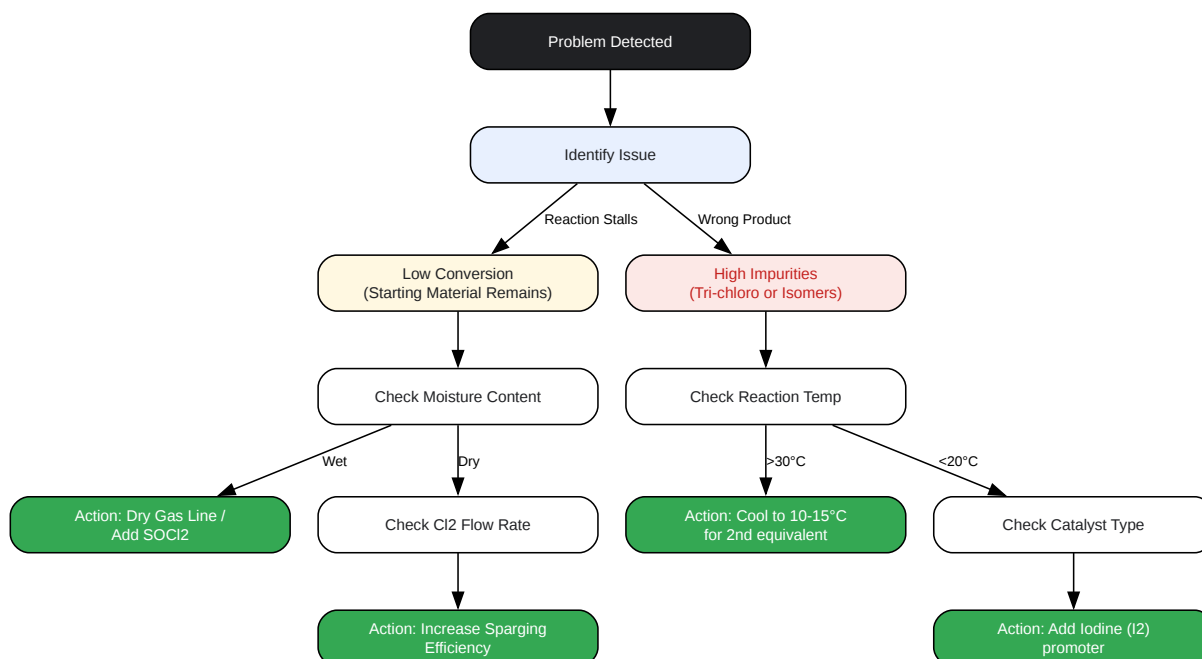 Problem Detected
Identify Issue
Reaction Stalls
Wrong Product
Low Conversion
(Starting Material Remains)
High Impurities
(Tri-chloro or Isomers)
Check Moisture Content
Check Reaction Temp
Wet
Dry
>30°C
<20°C
Action: Dry Gas Line /
Add SOCl2
Check Cl2 Flow Rate
Action: Cool to 10-15°C
for 2nd equivalent
Check Catalyst Type
Action: Increase Sparging
Efficiency
Action: Add Iodine (I2)
promoter